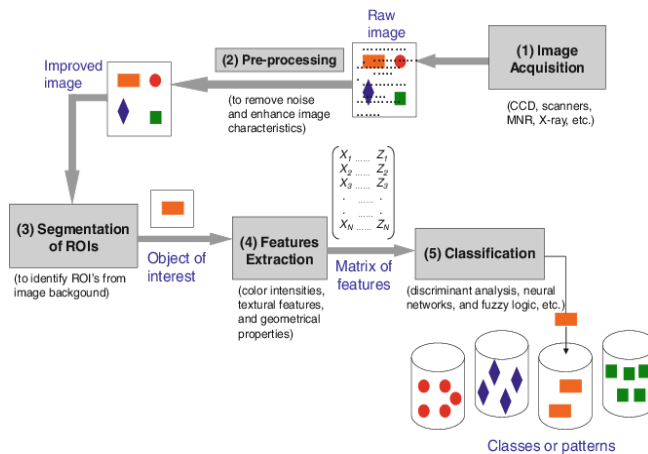 Raw
image
(1) Image
Acquisition
(CCD, scanners,
MNR, X-ray, etc.)
(2) Pre-processing
(to remove noise
and enhance image
characteristics)
Improved
image
(3) Segmentation
of ROIs
(to identify ROI's from
image backgound)
Object of
interest
(4) Features
Extraction
(color intensities,
textural features,
and geometrical
properties)
X1 ...... Z1
X2 ...... Z2
X3 ...... Z3
. ...... .
. ...... .
XN ...... ZN
Matrix of
features
(5) Classification
(discriminant analysis, neural
networks, and fuzzy logic, etc.)
Classes or patterns